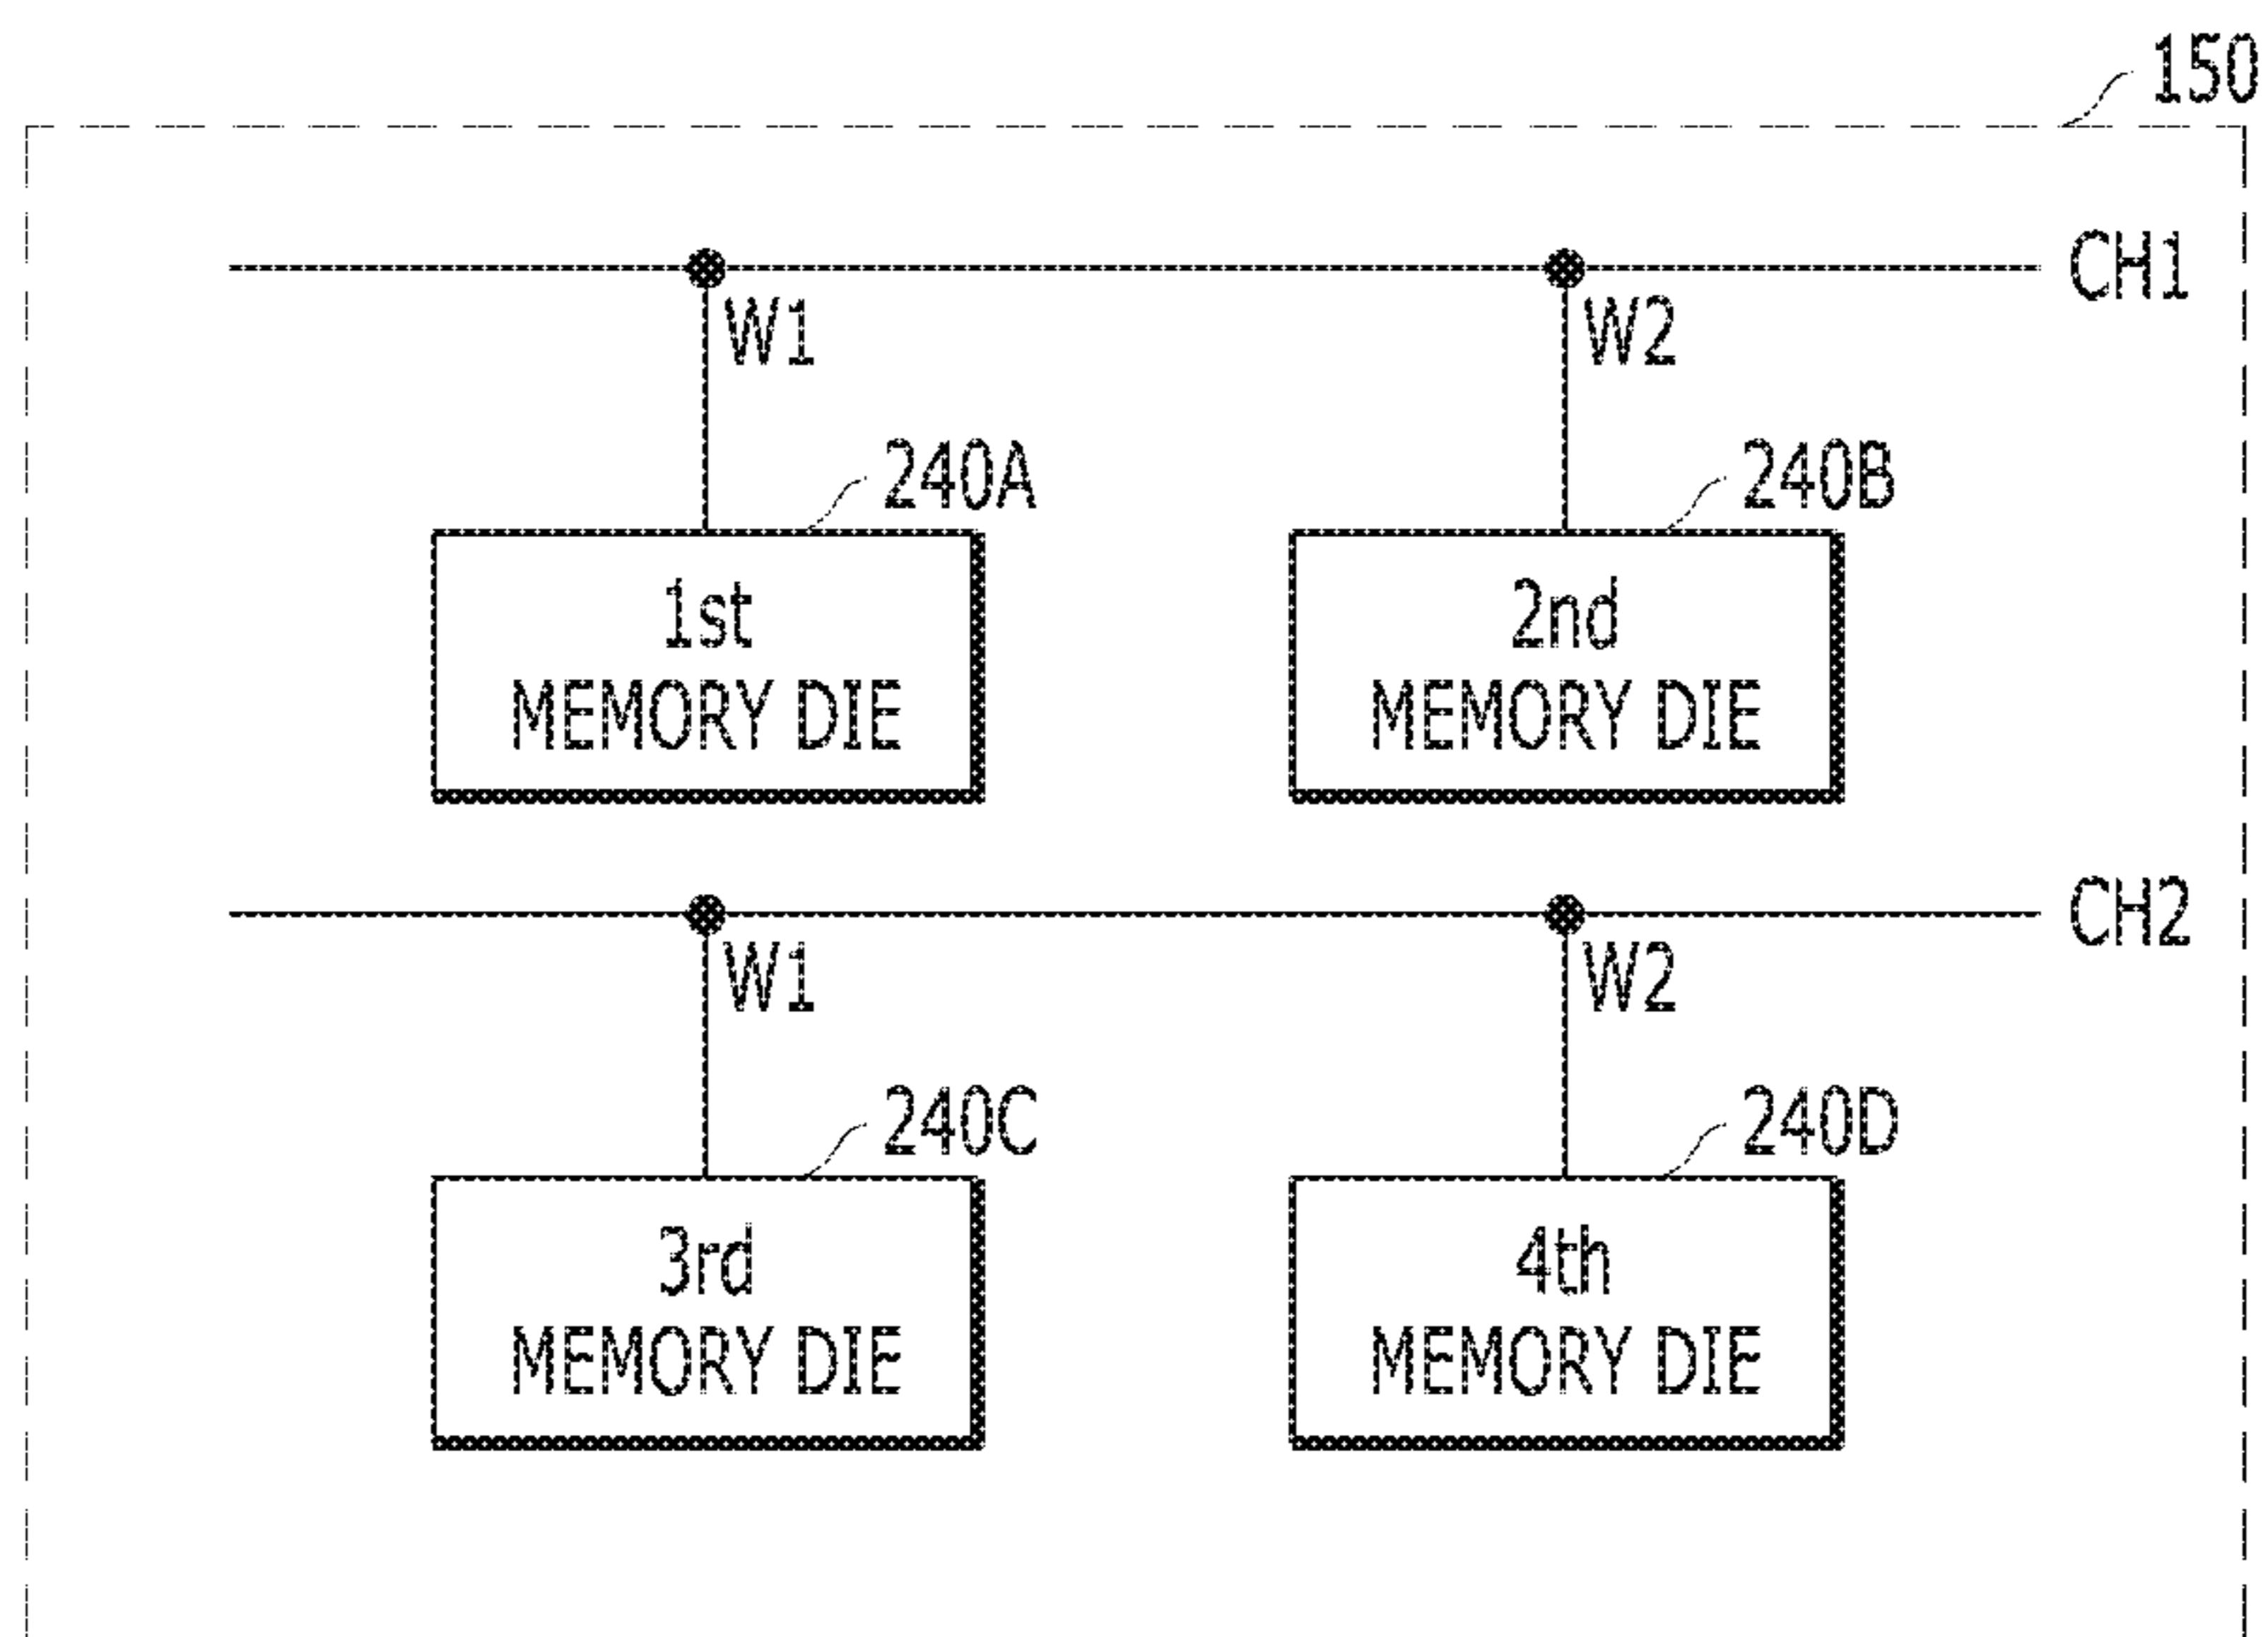 150
CH1
W1
W2
240A
240B
1st
MEMORY DIE
2nd
MEMORY DIE
CH2
W1
W2
240C
240D
3rd
MEMORY DIE
4th
MEMORY DIE